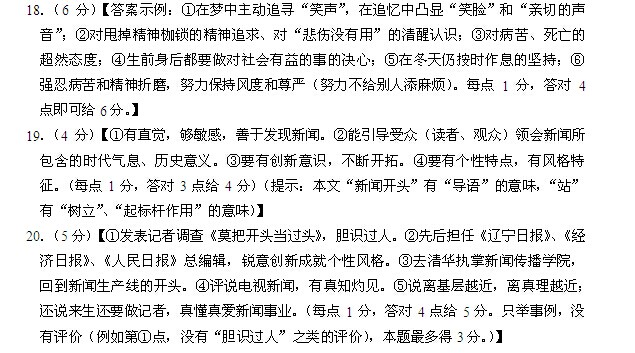 18.（6 分）【答案示例：①在梦中主动追寻“笑声”，在追忆中凸显“笑脸”和“亲切的声
音”；②对甩掉精神枷锁的精神追求、对“悲伤没有用”的清醒认识；③对病苦、死亡的
超然态度；④生前身后都要做对社会有益的事的决心；⑤在冬天仍按时作息的坚持；⑥
强忍病苦和精神折磨，努力保持风度和尊严（努力不给别人添麻烦）。每点 1 分，答对 4
点即可给 6分。】
19.（4 分）【①有直觉，够敏感，善于发现新闻。②能引导受众（读者、观众）领会新闻所
包含的时代气息、历史意义。③要有创新意识，不断开拓。④要有个性特点，有风格特
征。（每点 1分，答对 3点给 4分）（提示：本文“新闻开头”有“导语”的意味，“站”
有“树立”、“起标杆作用”的意味）】
20.（5 分）【①发表记者调查《莫把开头当过头》，胆识过人。②先后担任《辽宁日报》、《经
济日报》、《人民日报》总编辑，锐意创新成就个性风格。③去清华执掌新闻传播学院，
回到新闻生产线的开头。④评说电视新闻，有真知灼见。⑤说离基层越近，离真理越近；
还说来生还要做记者，真懂真爱新闻事业。（每点 1分，答对 4点给 5分。只举事例，没
有评价（例如第①点，没有“胆识过人”之类的评价），本题最多得 3分。）】